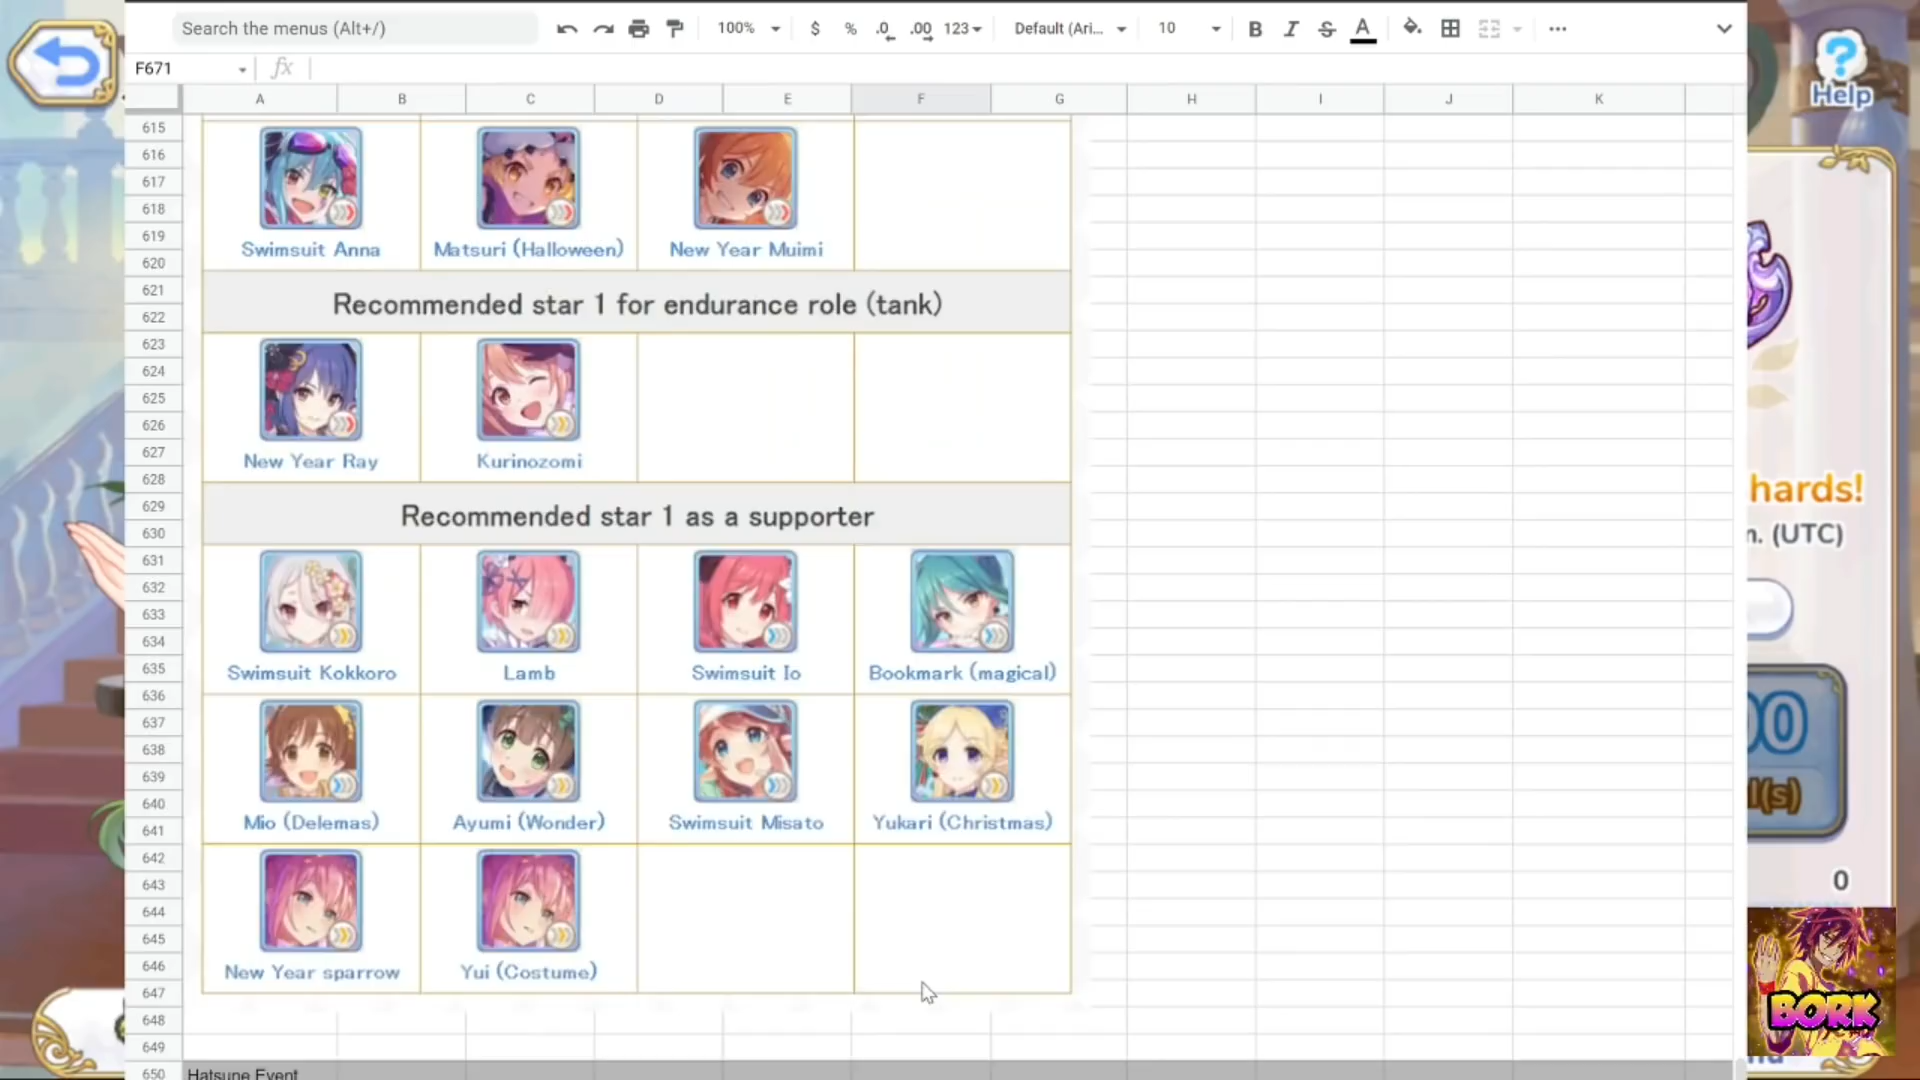 Search the menus (Alt+/)
100%
$ % .0 .00 123
Default (Ari...
10
B I S A
Help
F671
fx
A B C D E F G H I J K
615
616
617
618
619
Swimsuit Anna
Matsuri (Halloween)
New Year Muimi
620
621
Recommended star 1 for endurance role (tank)
622
623
624
625
626
627
New Year Ray
Kurinozomi
hards!
628
629
Recommended star 1 as a supporter
630
(UTC)
631
632
633
634
635
Swimsuit Kokkoro
Lamb
Swimsuit Io
Bookmark (magical)
636
637
638
639
640
l(s)
641
Mio (Delemas)
Ayumi (Wonder)
Swimsuit Misato
Yukari (Christmas)
642
643
0
644
645
646
New Year sparrow
Yui (Costume)
647
BORK
648
649
650
Hatsune Event